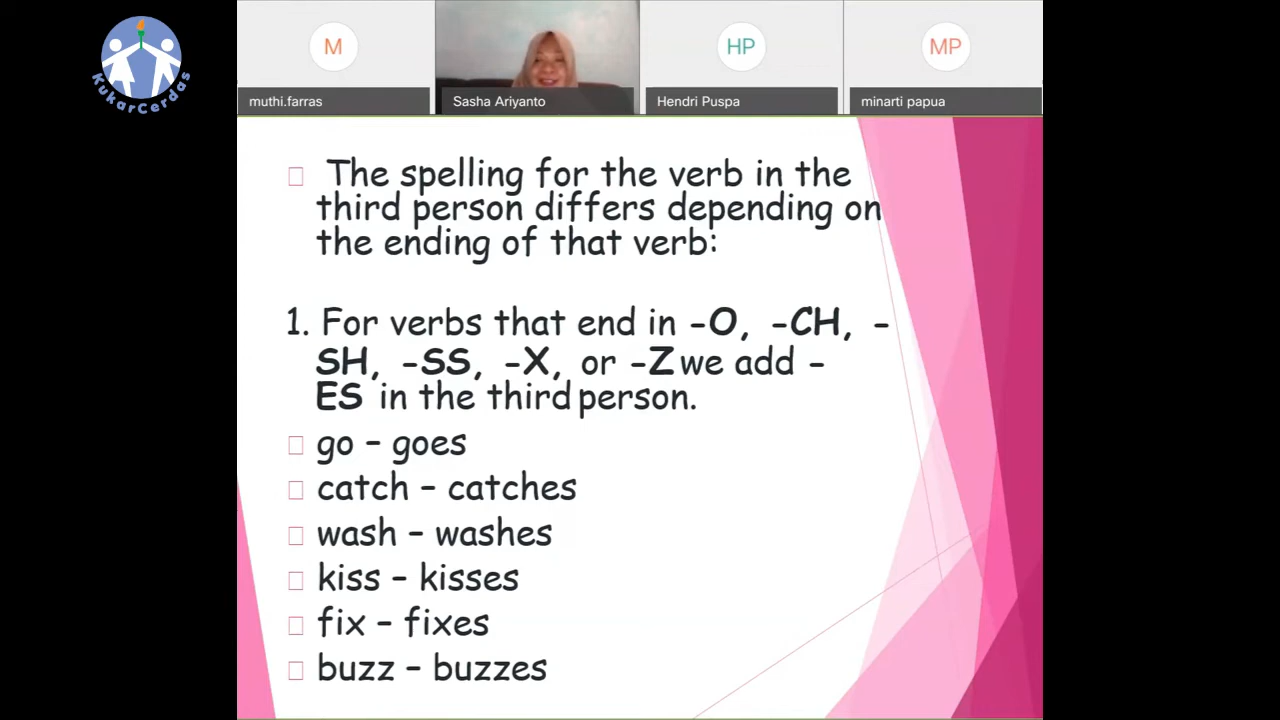 KukarCerdas
M
HP
MP
muthi.farras
Sasha Ariyanto
Hendri Puspa
minarti papua
The spelling for the verb in the
third person differs depending on
the ending of that verb:
1. For verbs that end in -O, -CH, -
SH, -SS, -X, or -Z we add -
ES in the third person.
go – goes
catch – catches
wash – washes
kiss – kisses
fix – fixes
buzz – buzzes